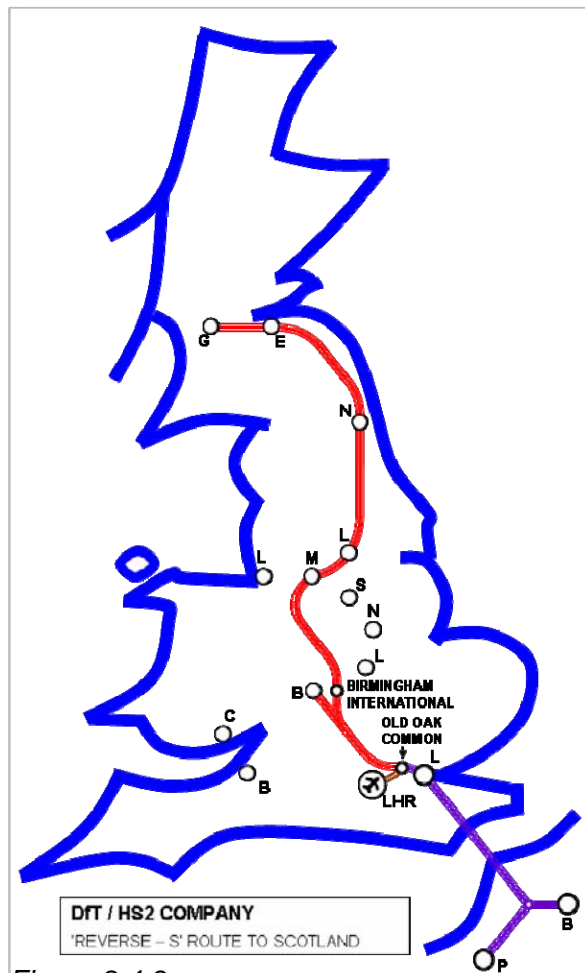 G
E
N
L
L
M
S
N
L
B
BIRMINGHAM
INTERNATIONAL
OLD OAK
COMMON
C
L
B
LHR
B
P
DfT / HS2 COMPANY
'REVERSE – S' ROUTE TO SCOTLAND